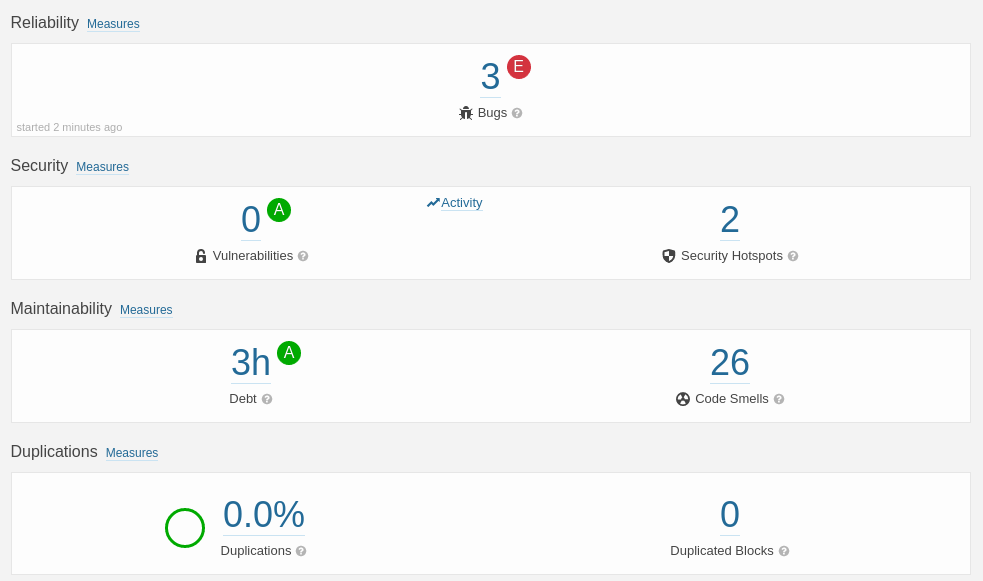 Reliability Measures
3 E
Bugs ?
started 2 minutes ago
Security Measures
Activity
0 A
2
Vulnerabilities ?
Security Hotspots ?
Maintainability Measures
3h A
26
Debt ?
Code Smells ?
Duplications Measures
0.0%
0
Duplications ?
Duplicated Blocks ?